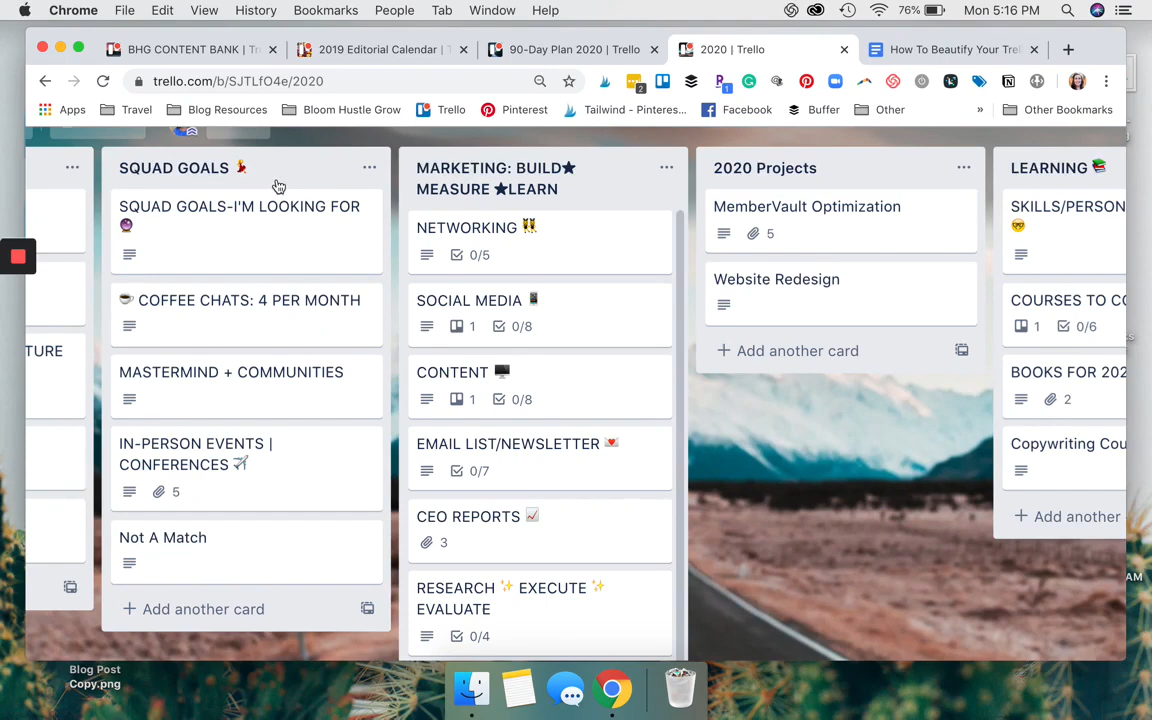 Chrome File Edit View History Bookmarks People Tab Window Help 76% Mon 5:16 PM
BHG CONTENT BANK | Tr
2019 Editorial Calendar | T
90-Day Plan 2020 | Trello
2020 | Trello
How To Beautify Your Trel
trello.com/b/SJTLfO4e/2020
2
1
Apps Travel Blog Resources Bloom Hustle Grow Trello Pinterest Tailwind - Pinteres... Facebook Buffer Other » Other Bookmarks
TURE
SQUAD GOALS 💃
SQUAD GOALS-I'M LOOKING FOR
🔮
☕ COFFEE CHATS: 4 PER MONTH
MASTERMIND + COMMUNITIES
IN-PERSON EVENTS |
CONFERENCES ✈️
5
Not A Match
+ Add another card
MARKETING: BUILD★
MEASURE ★LEARN
NETWORKING 👯
0/5
SOCIAL MEDIA 📱
1 0/8
CONTENT 🖥️
1 0/8
EMAIL LIST/NEWSLETTER 💌
0/7
CEO REPORTS 📈
3
RESEARCH ✨ EXECUTE ✨
EVALUATE
0/4
2020 Projects
MemberVault Optimization
5
Website Redesign
+ Add another card
LEARNING 📚
SKILLS/PERSON
🤓
COURSES TO CO
1 0/6
BOOKS FOR 202
2
Copywriting Cou
+ Add another
AM
Blog Post
Copy.png